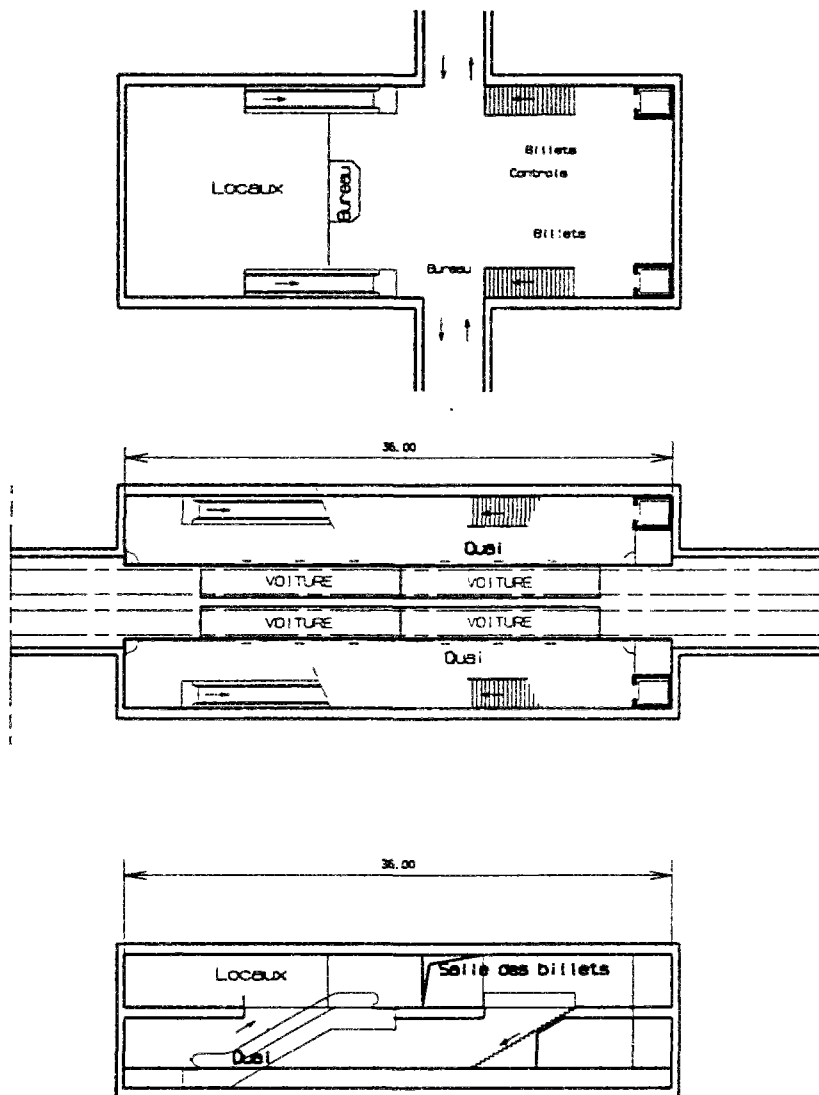 Billets
Controle
Locaux
Bureau
Billets
Bureau
36.00
Quai
VOITURE VOITURE
VOITURE VOITURE
Quai
36.00
Locaux
Salle des billets
Quai